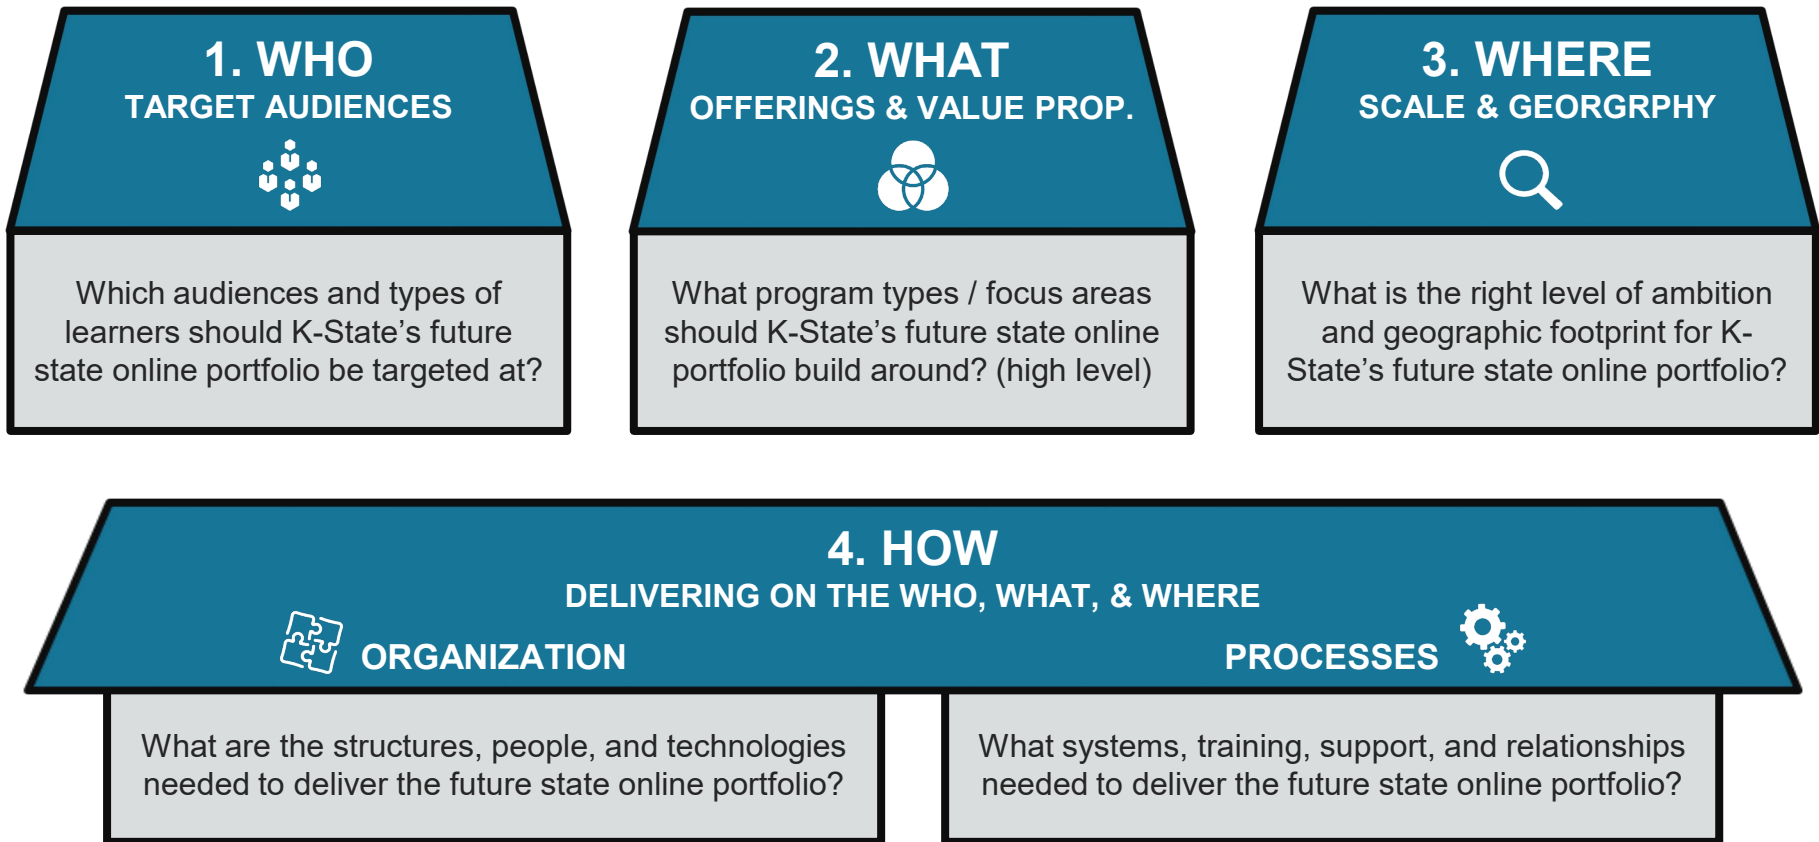 1. WHO
TARGET AUDIENCES
Which audiences and types of
learners should K-State’s future
state online portfolio be targeted at?
2. WHAT
OFFERINGS & VALUE PROP.
What program types / focus areas
should K-State’s future state online
portfolio build around? (high level)
3. WHERE
SCALE & GEORGRPHY
What is the right level of ambition
and geographic footprint for K-
State’s future state online portfolio?
4. HOW
DELIVERING ON THE WHO, WHAT, & WHERE
ORGANIZATION
What are the structures, people, and technologies
needed to deliver the future state online portfolio?
PROCESSES
What systems, training, support, and relationships
needed to deliver the future state online portfolio?